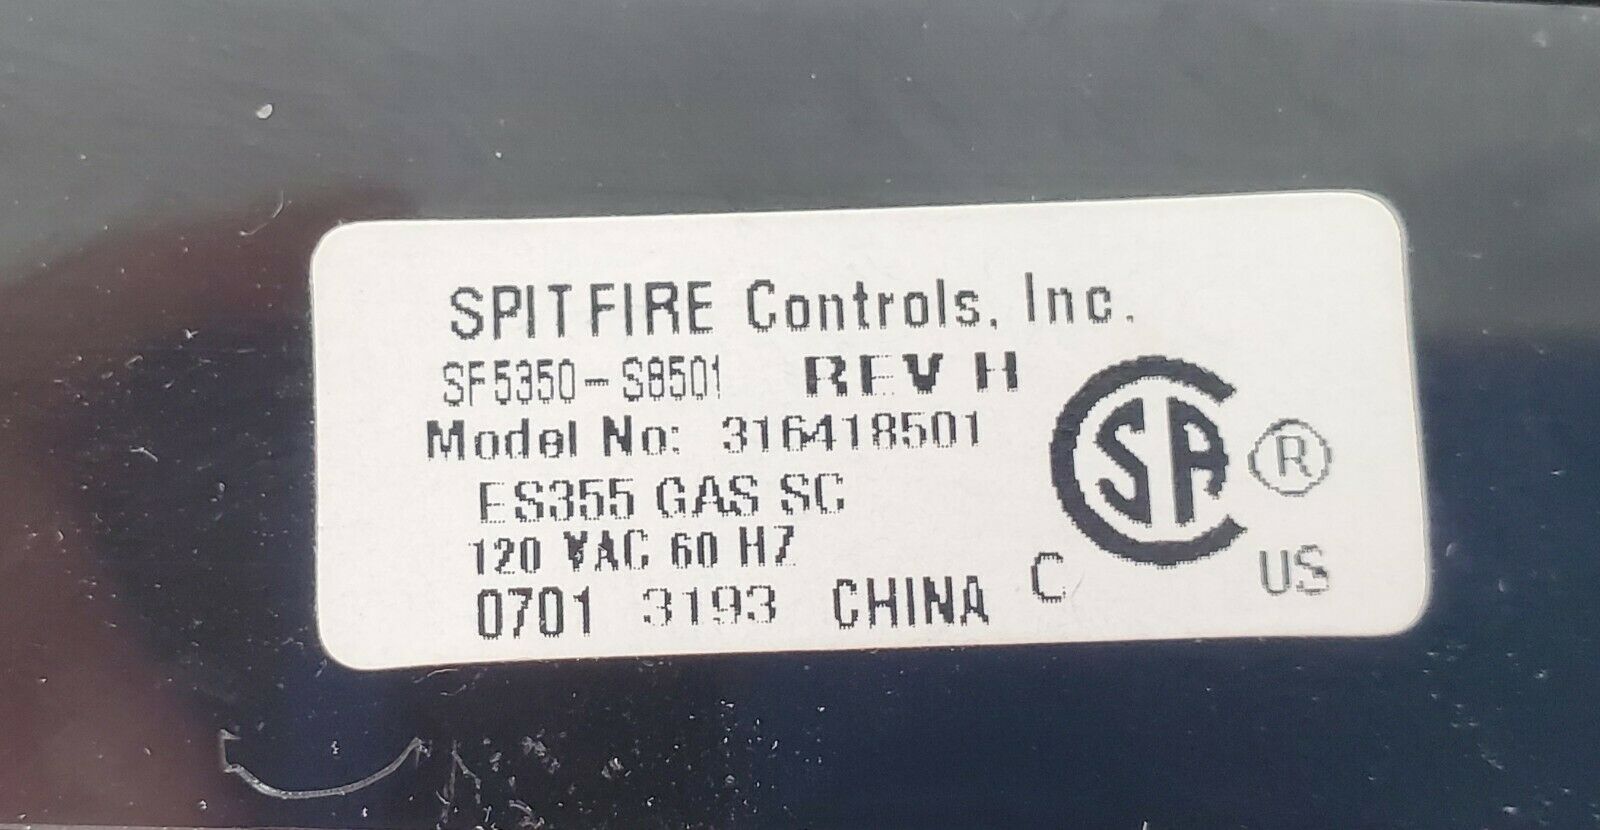 SPITFIRE Controls, Inc.
SF5350-S8501 REV H
Model No: 316418501
ES355 GAS SC
120 VAC 60 HZ
0701 3193 CHINA
C SA ® US